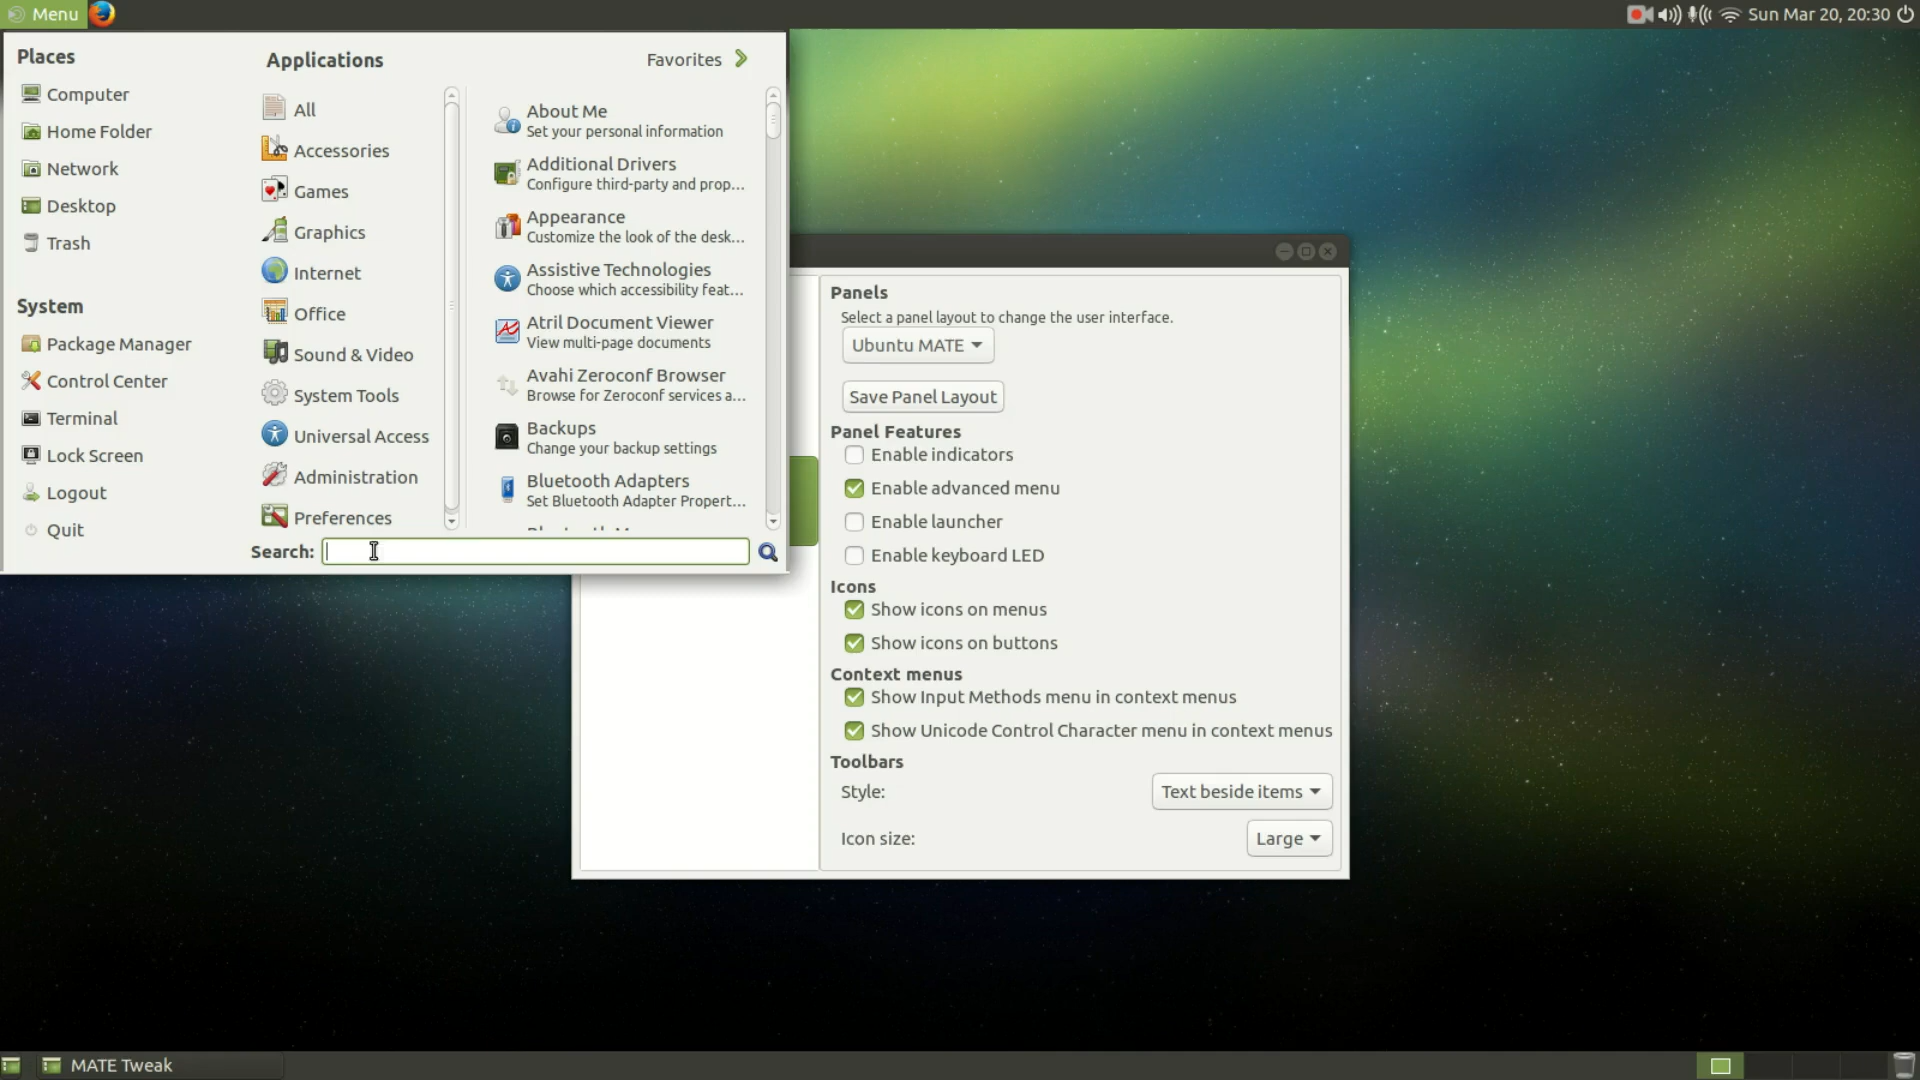 Menu
Sun Mar 20, 20:30
Places
Computer
Home Folder
Network
Desktop
Trash
System
Package Manager
Control Center
Terminal
Lock Screen
Logout
Quit
Applications
Favorites
All
Accessories
Games
Graphics
Internet
Office
Sound & Video
System Tools
Universal Access
Administration
Preferences
About Me
Set your personal information
Additional Drivers
Configure third-party and prop...
Appearance
Customize the look of the desk...
Assistive Technologies
Choose which accessibility feat...
Atril Document Viewer
View multi-page documents
Avahi Zeroconf Browser
Browse for Zeroconf services a...
Backups
Change your backup settings
Bluetooth Adapters
Set Bluetooth Adapter Propert...
Search:
Panels
Select a panel layout to change the user interface.
Ubuntu MATE
Save Panel Layout
Panel Features
Enable indicators
Enable advanced menu
Enable launcher
Enable keyboard LED
Icons
Show icons on menus
Show icons on buttons
Context menus
Show Input Methods menu in context menus
Show Unicode Control Character menu in context menus
Toolbars
Style:
Text beside items
Icon size:
Large
MATE Tweak